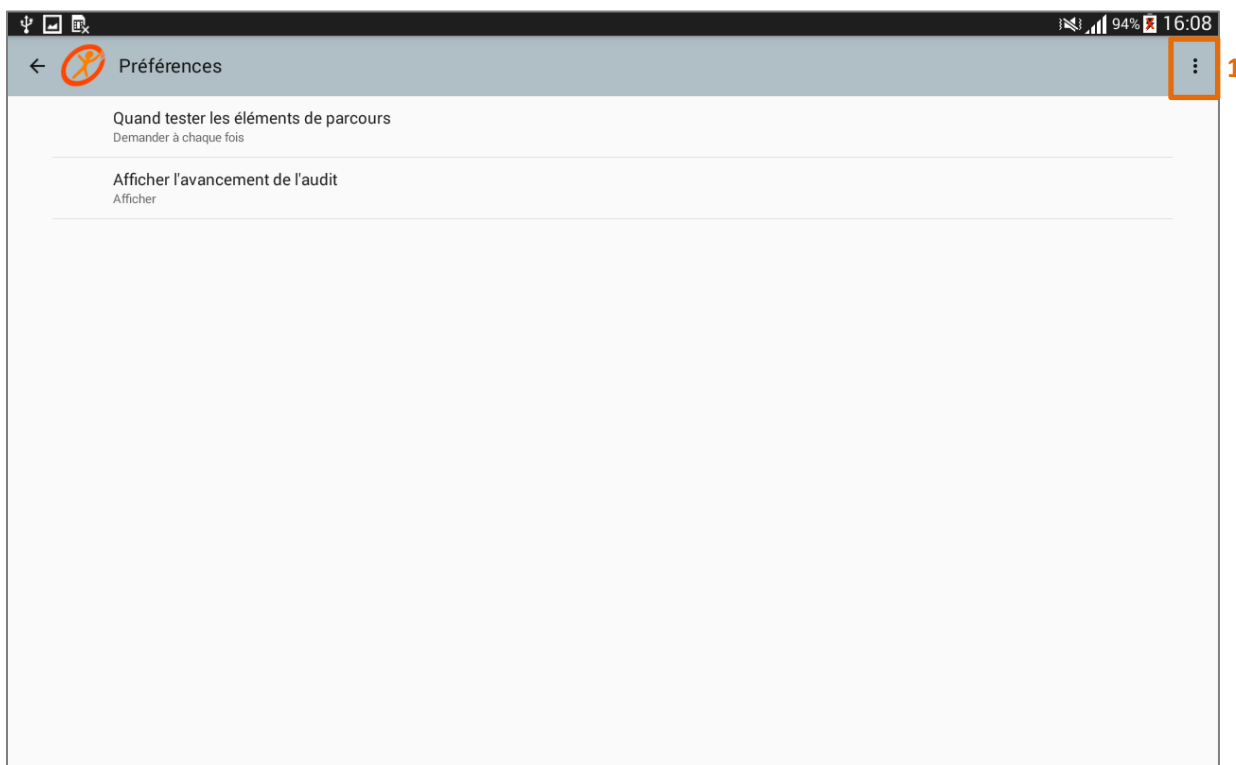 94% 16:08
Préférences
1
Quand tester les éléments de parcours
Demander à chaque fois
Afficher l'avancement de l'audit
Afficher